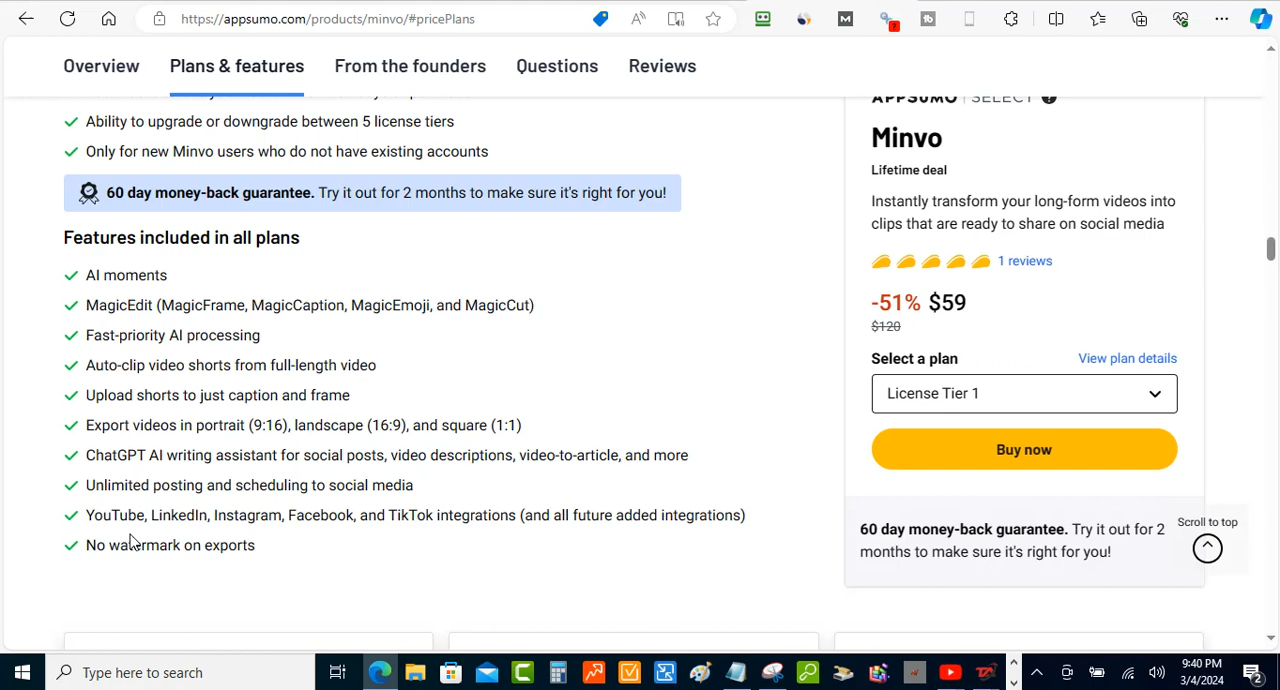 https://appsumo.com/products/minvo/#pricePlans
Overview
Plans & features
From the founders
Questions
Reviews
Ability to upgrade or downgrade between 5 license tiers
Only for new Minvo users who do not have existing accounts
60 day money-back guarantee. Try it out for 2 months to make sure it's right for you!
Features included in all plans
AI moments
MagicEdit (MagicFrame, MagicCaption, MagicEmoji, and MagicCut)
Fast-priority AI processing
Auto-clip video shorts from full-length video
Upload shorts to just caption and frame
Export videos in portrait (9:16), landscape (16:9), and square (1:1)
ChatGPT AI writing assistant for social posts, video descriptions, video-to-article, and more
Unlimited posting and scheduling to social media
YouTube, LinkedIn, Instagram, Facebook, and TikTok integrations (and all future added integrations)
No watermark on exports
APPSUMO | SELECT
Minvo
Lifetime deal
Instantly transform your long-form videos into
clips that are ready to share on social media
1 reviews
-51% $59
$120
Select a plan
View plan details
License Tier 1
Buy now
60 day money-back guarantee. Try it out for 2
months to make sure it's right for you!
Scroll to top
Type here to search
9:40 PM
3/4/2024
2